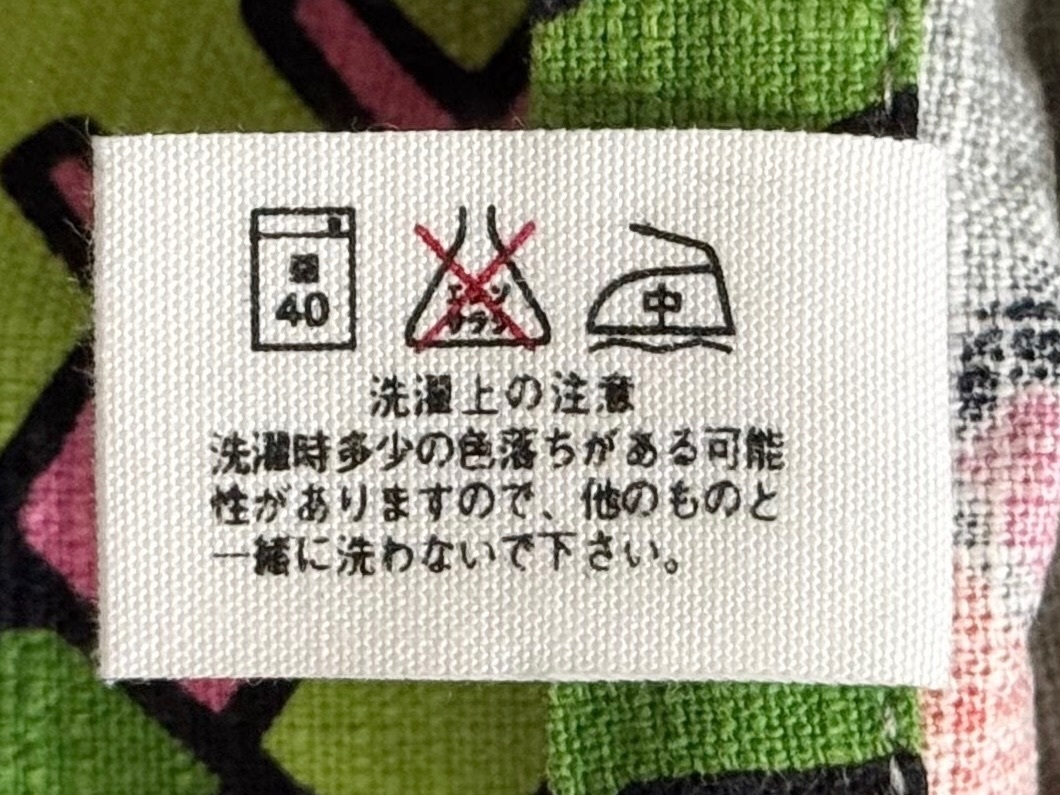 40
エンソ
サラシ
中
洗濯上の注意
洗濯時多少の色落ちがある可能
性がありますので、他のものと
一緒に洗わないで下さい。